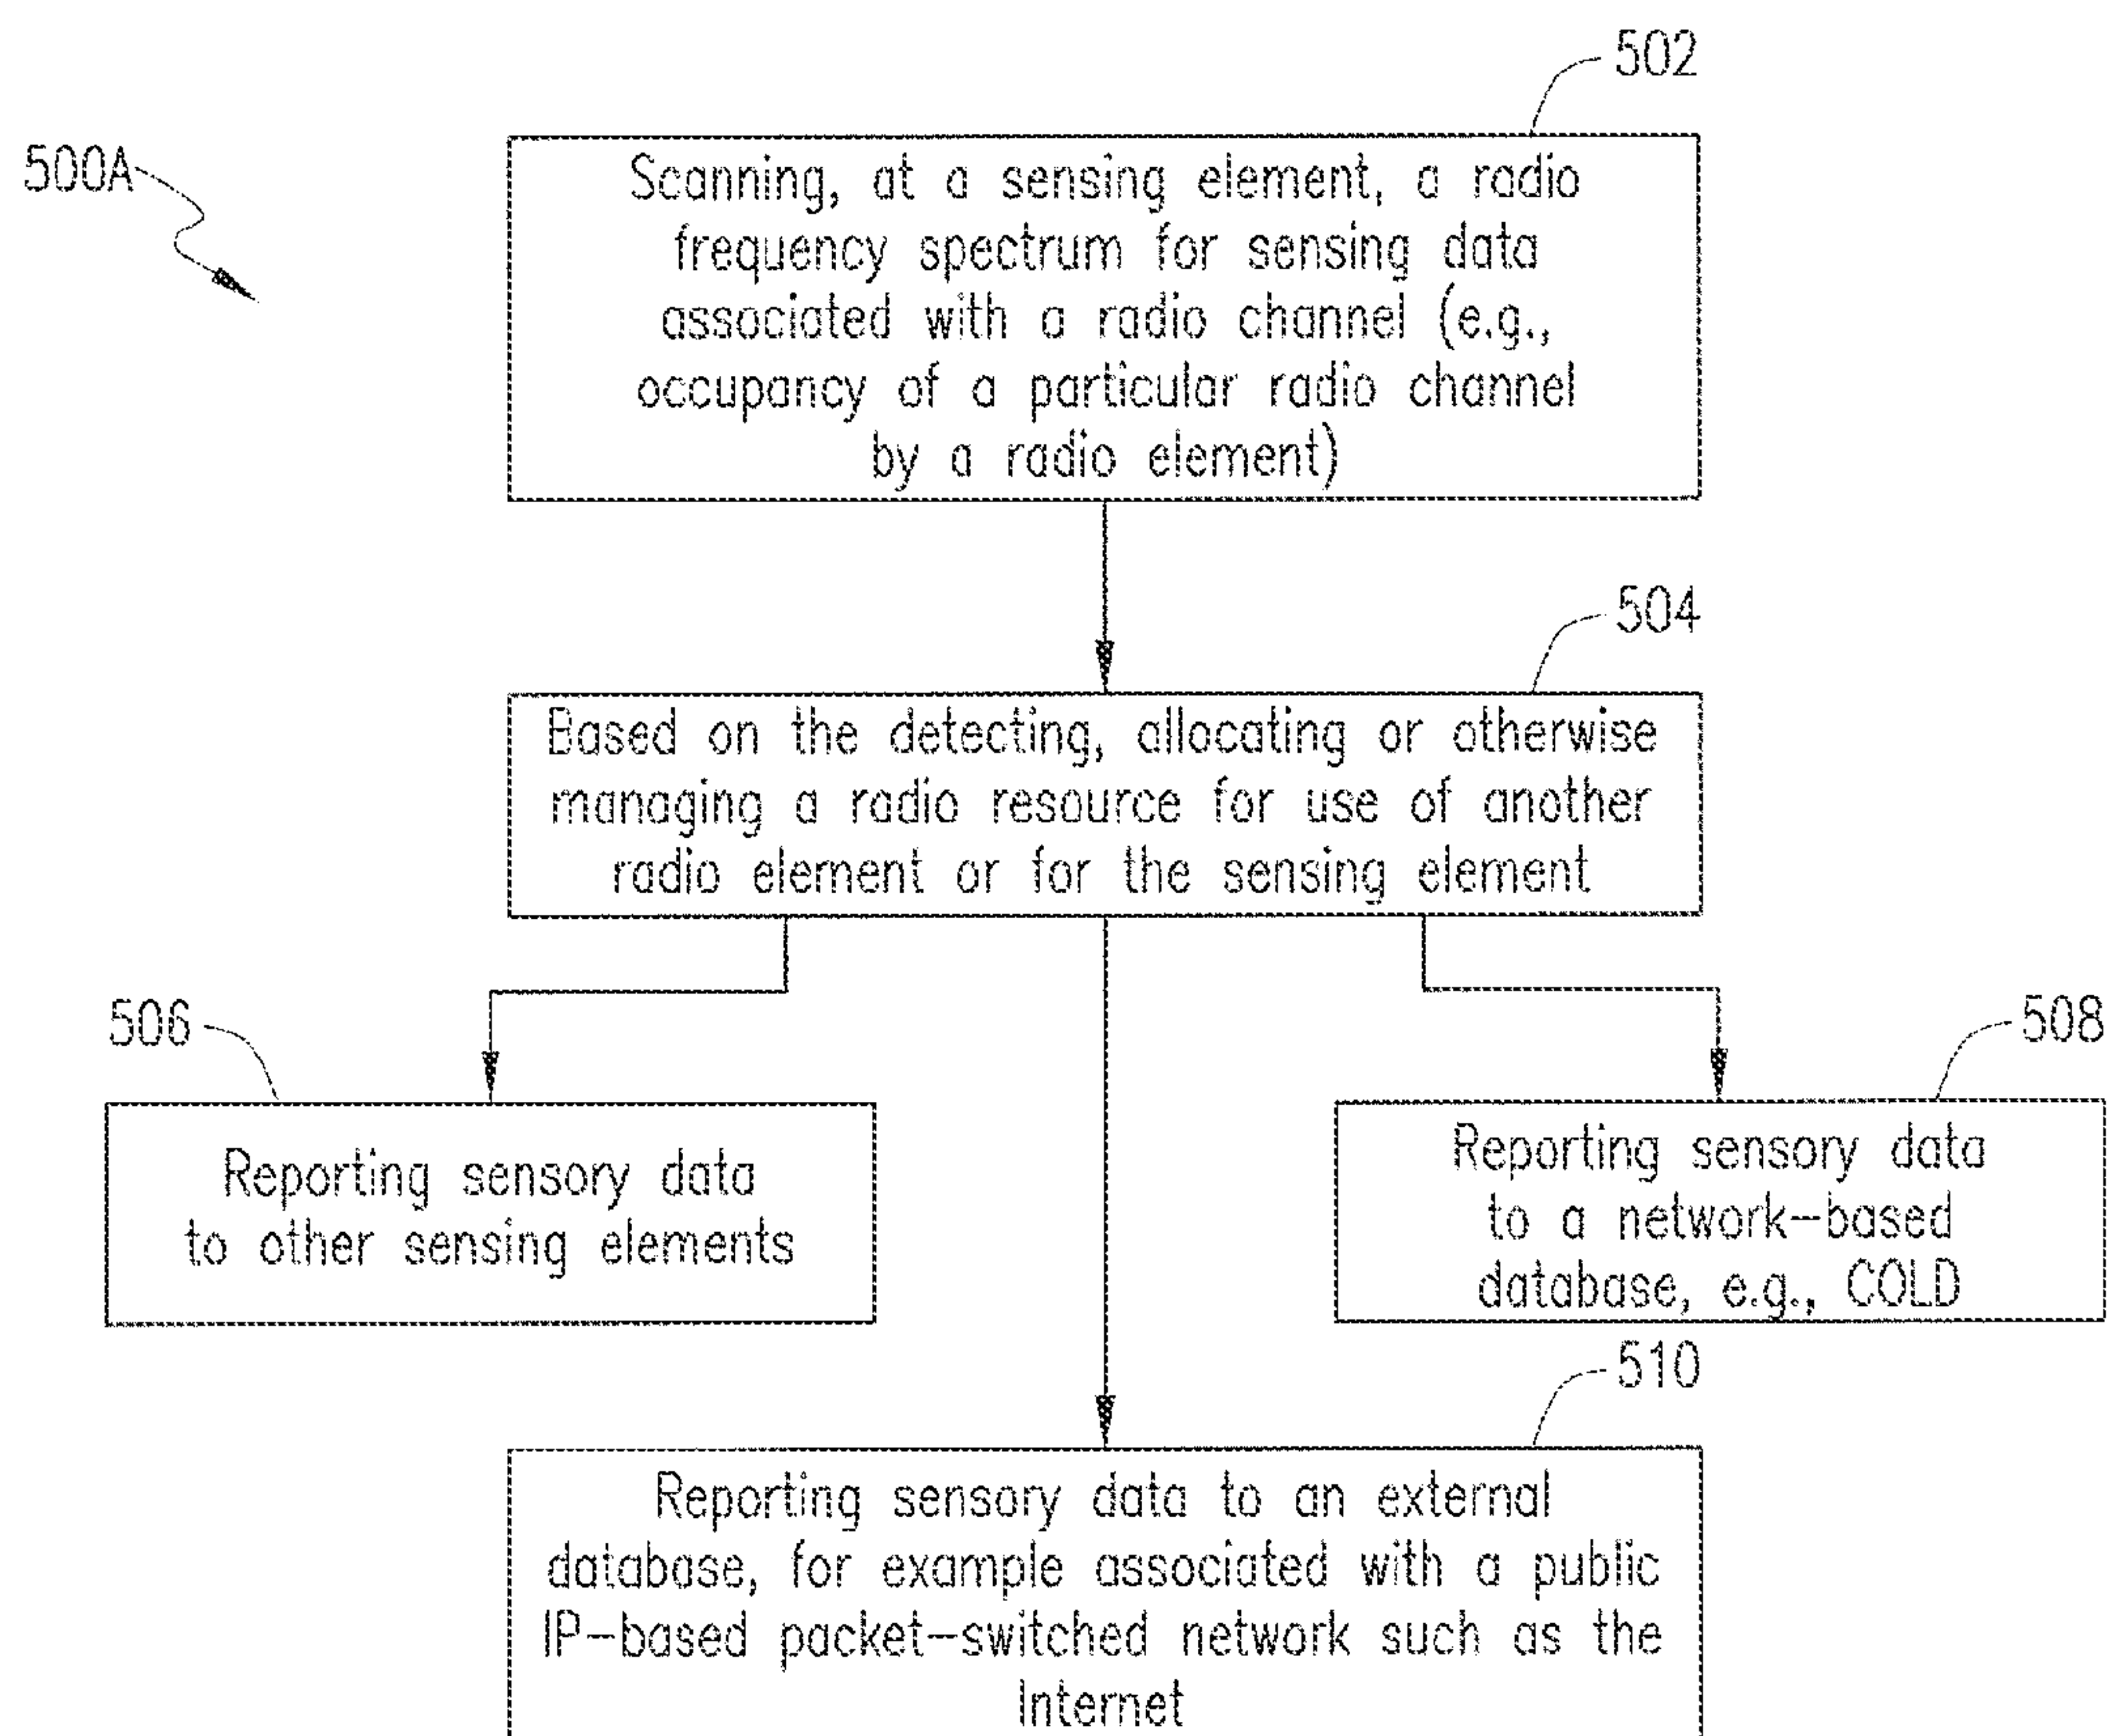 502
500A
Scanning, at a sensing element, a radio
frequency spectrum for sensing data
associated with a radio channel (e.g.,
occupancy of a particular radio channel
by a radio element)
504
Based on the detecting, allocating or otherwise
managing a radio resource for use of another
radio element or for the sensing element
506
508
Reporting sensory data
to other sensing elements
Reporting sensory data
to a network-based
database, e.g., COLD
510
Reporting sensory data to an external
database, for example associated with a public
IP-based packet-switched network such as the
Internet